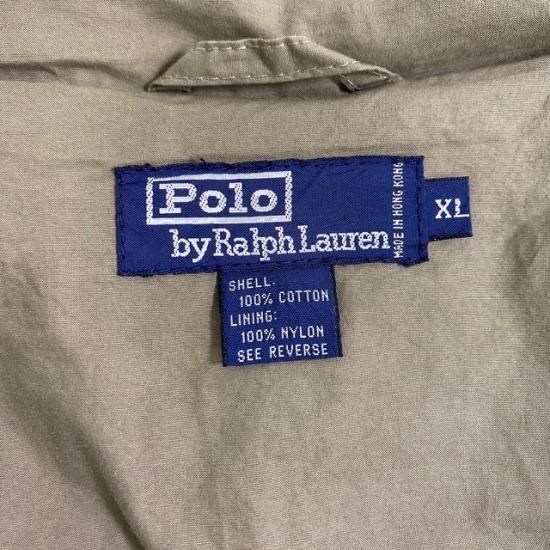 Polo
by Ralph Lauren
MADE IN HONG KONG
XL
SHELL:
100% COTTON
LINING:
100% NYLON
SEE REVERSE